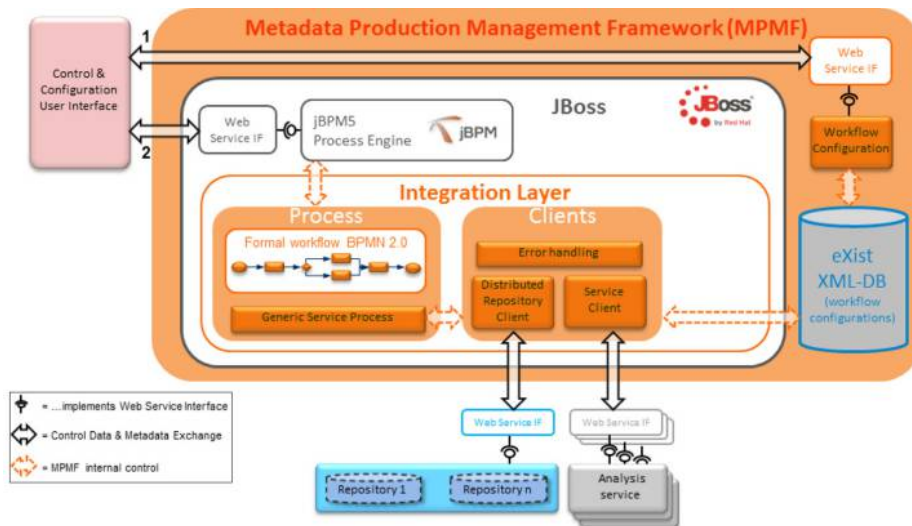 Metadata Production Management Framework (MPMF)
1
Control &
Configuration
User Interface
2
Web
Service IF
JBoss
JBoss
by Red Hat
Web
Service IF
jBPM5
Process Engine
jBPM
Workflow
Configuration
Integration Layer
Process
Clients
Formal workflow BPMN 2.0
Error handling
Distributed
Repository
Client
Service
Client
Generic Service Process
eXist
XML-DB
(workflow
configurations)
= ...implements Web Service Interface
= Control Data & Metadata Exchange
= MPMF internal control
Web Service IF
Web Service IF
Repository 1
Repository n
Analysis
service